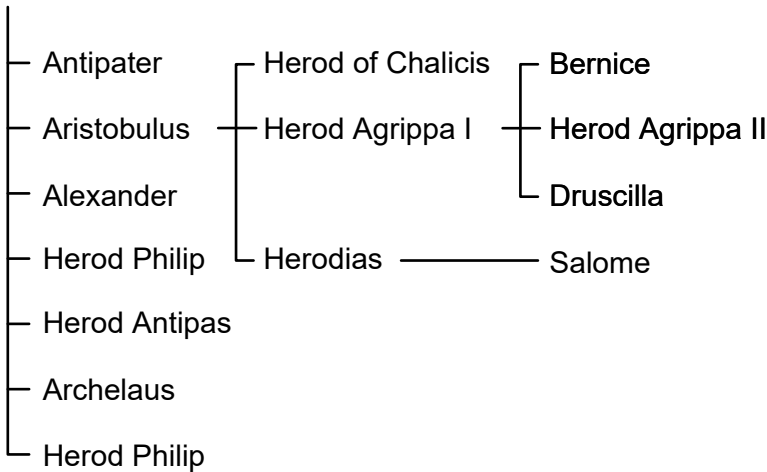 Antipater Herod of Chalicis Bernice
Aristobulus Herod Agrippa I Herod Agrippa II
Alexander Druscilla
Herod Philip Herodias Salome
Herod Antipas
Archelaus
Herod Philip